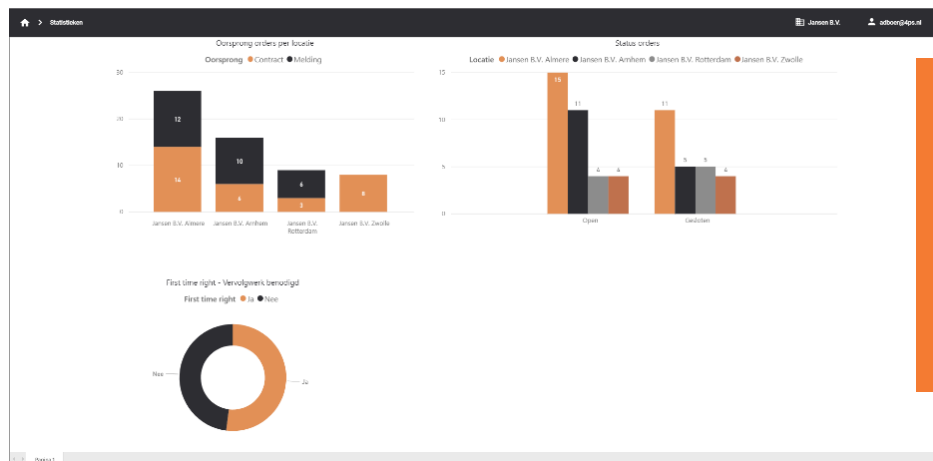 > Statistieken
Jansen B.V.
adboer@4ps.nl
Oorsprong orders per locatie
Oorsprong Contract Melding
30
20
10
0
12
14
10
6
6
3
8
Jansen B.V. Almere
Jansen B.V. Arnhem
Jansen B.V. Rotterdam
Jansen B.V. Zwolle
Status orders
Locatie Jansen B.V. Almere Jansen B.V. Arnhem Jansen B.V. Rotterdam Jansen B.V. Zwolle
15
10
5
0
15
11
4
4
11
5
5
4
Open
Gesloten
First time right - Vervolgwerk benodigd
First time right Ja Nee
Nee
Ja
Pagina 1